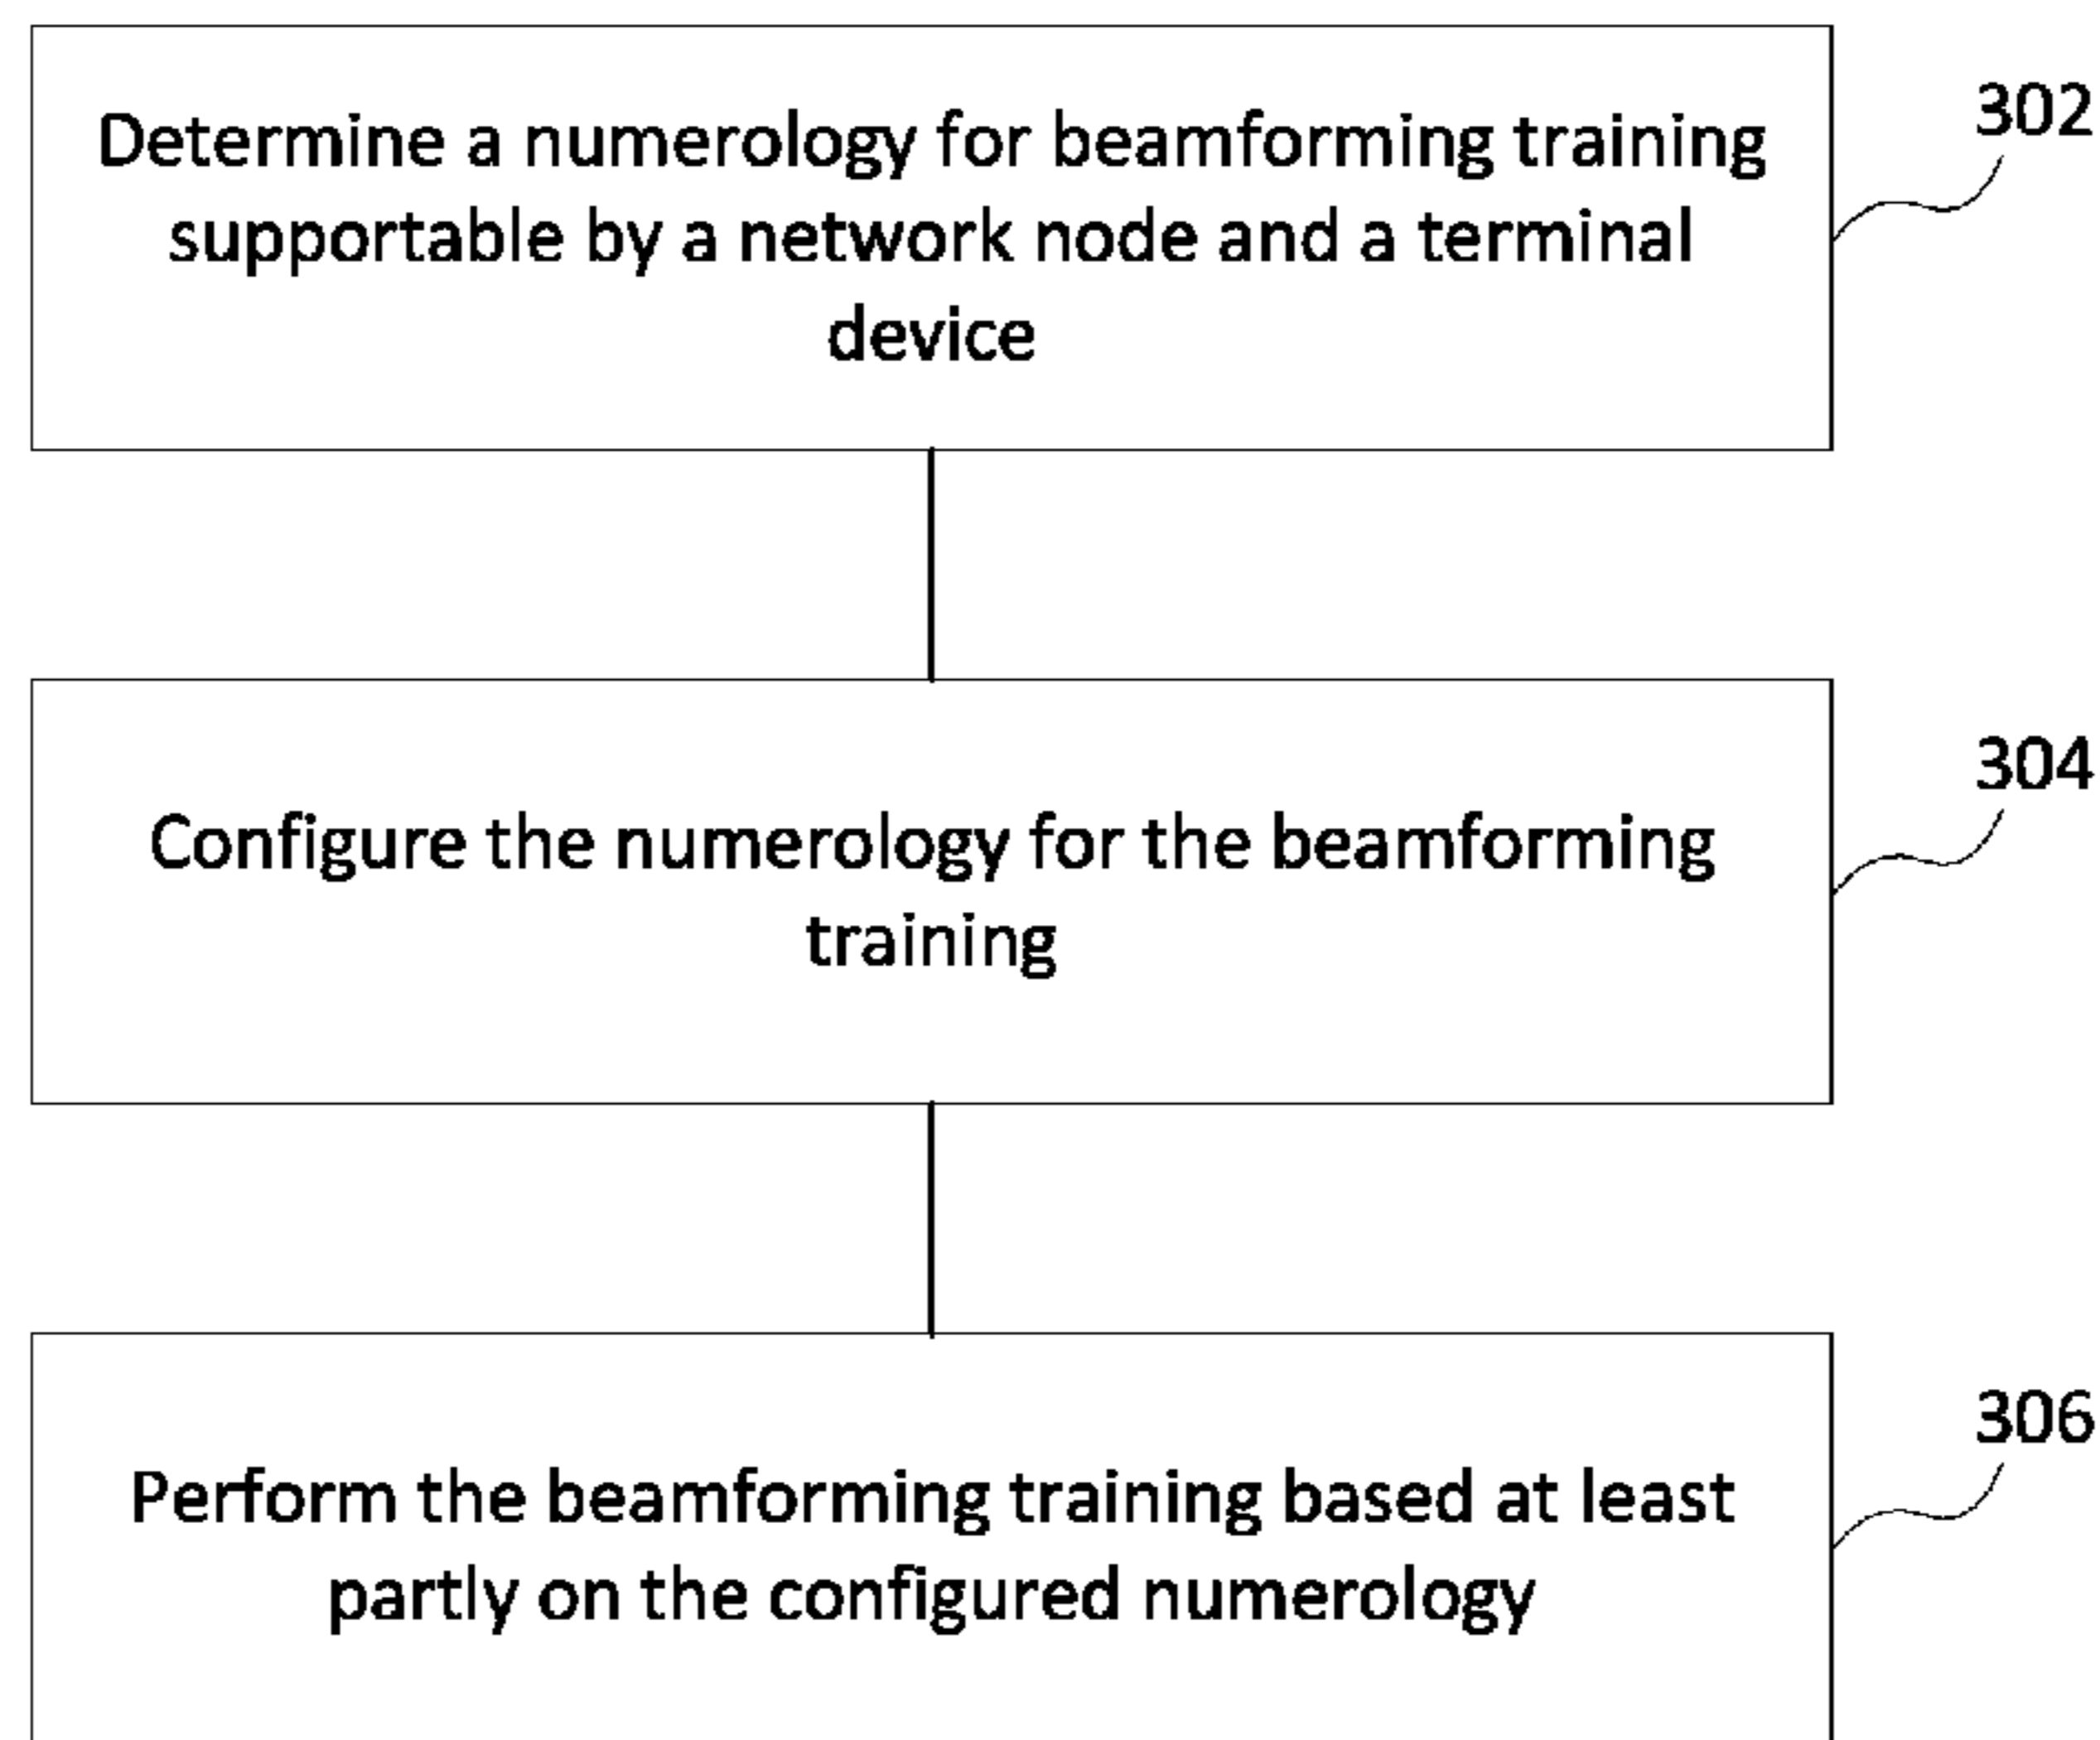 Determine a numerology for beamforming training
supportable by a network node and a terminal
device
302
Configure the numerology for the beamforming
training
304
Perform the beamforming training based at least
partly on the configured numerology
306